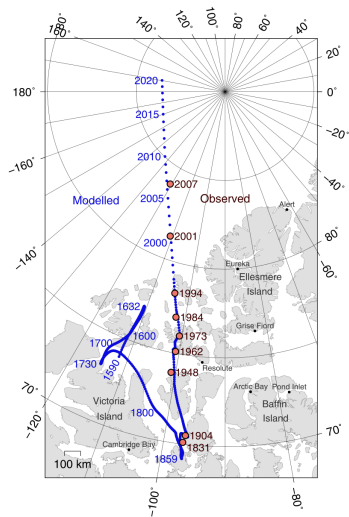 160°
140°
120°
100°
80°
60°
40°
20°
180°
0°
−20°
−160°
−40°
−140°
−60°
80°
70°
−120°
70°
−100°
−80°
2020
2015
2010
2007
2005
Modelled
Observed
2001
2000
Alert
Eureka
Ellesmere
Island
1994
1632
1984
Grise Fiord
1600
1973
1700
1962
1730
1590
1948
Resolute
Arctic Bay
Pond Inlet
Victoria
Island
1800
Baffin
Island
Cambridge Bay
1904
1831
1859
100 km